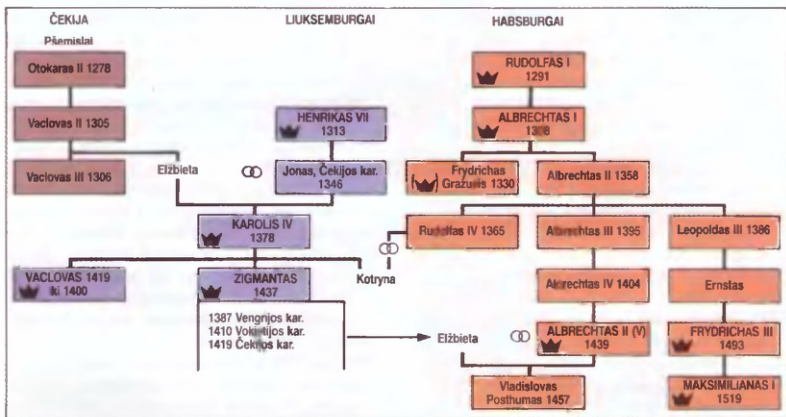 ČEKIJA
Pšemislai
Otokaras II 1278
Vaclovas II 1305
Vaclovas III 1306
Elžbieta
LIUKSEMBURGAI
HENRIKAS VII
1313
Jonas, Čekijos kar.
1346
KAROLIS IV
1378
VACLOVAS 1419
iki 1400
ZIGMANTAS
1437
Kotryna
1387 Vengrijos kar.
1410 Vokietijos kar.
1419 Čekijos kar.
HABSBURGAI
RUDOLFAS I
1291
ALBRECHTAS I
1308
Frydrichas
Gražusis 1330
Albrechtas II 1358
Rudolfas IV 1365
Albrechtas III 1395
Leopoldas III 1386
Albrechtas IV 1404
Ernstas
Elžbieta
ALBRECHTAS II (V)
1439
FRYDRICHAS III
1493
Vladislovas
Posthumas 1457
MAKSIMILIANAS I
1519